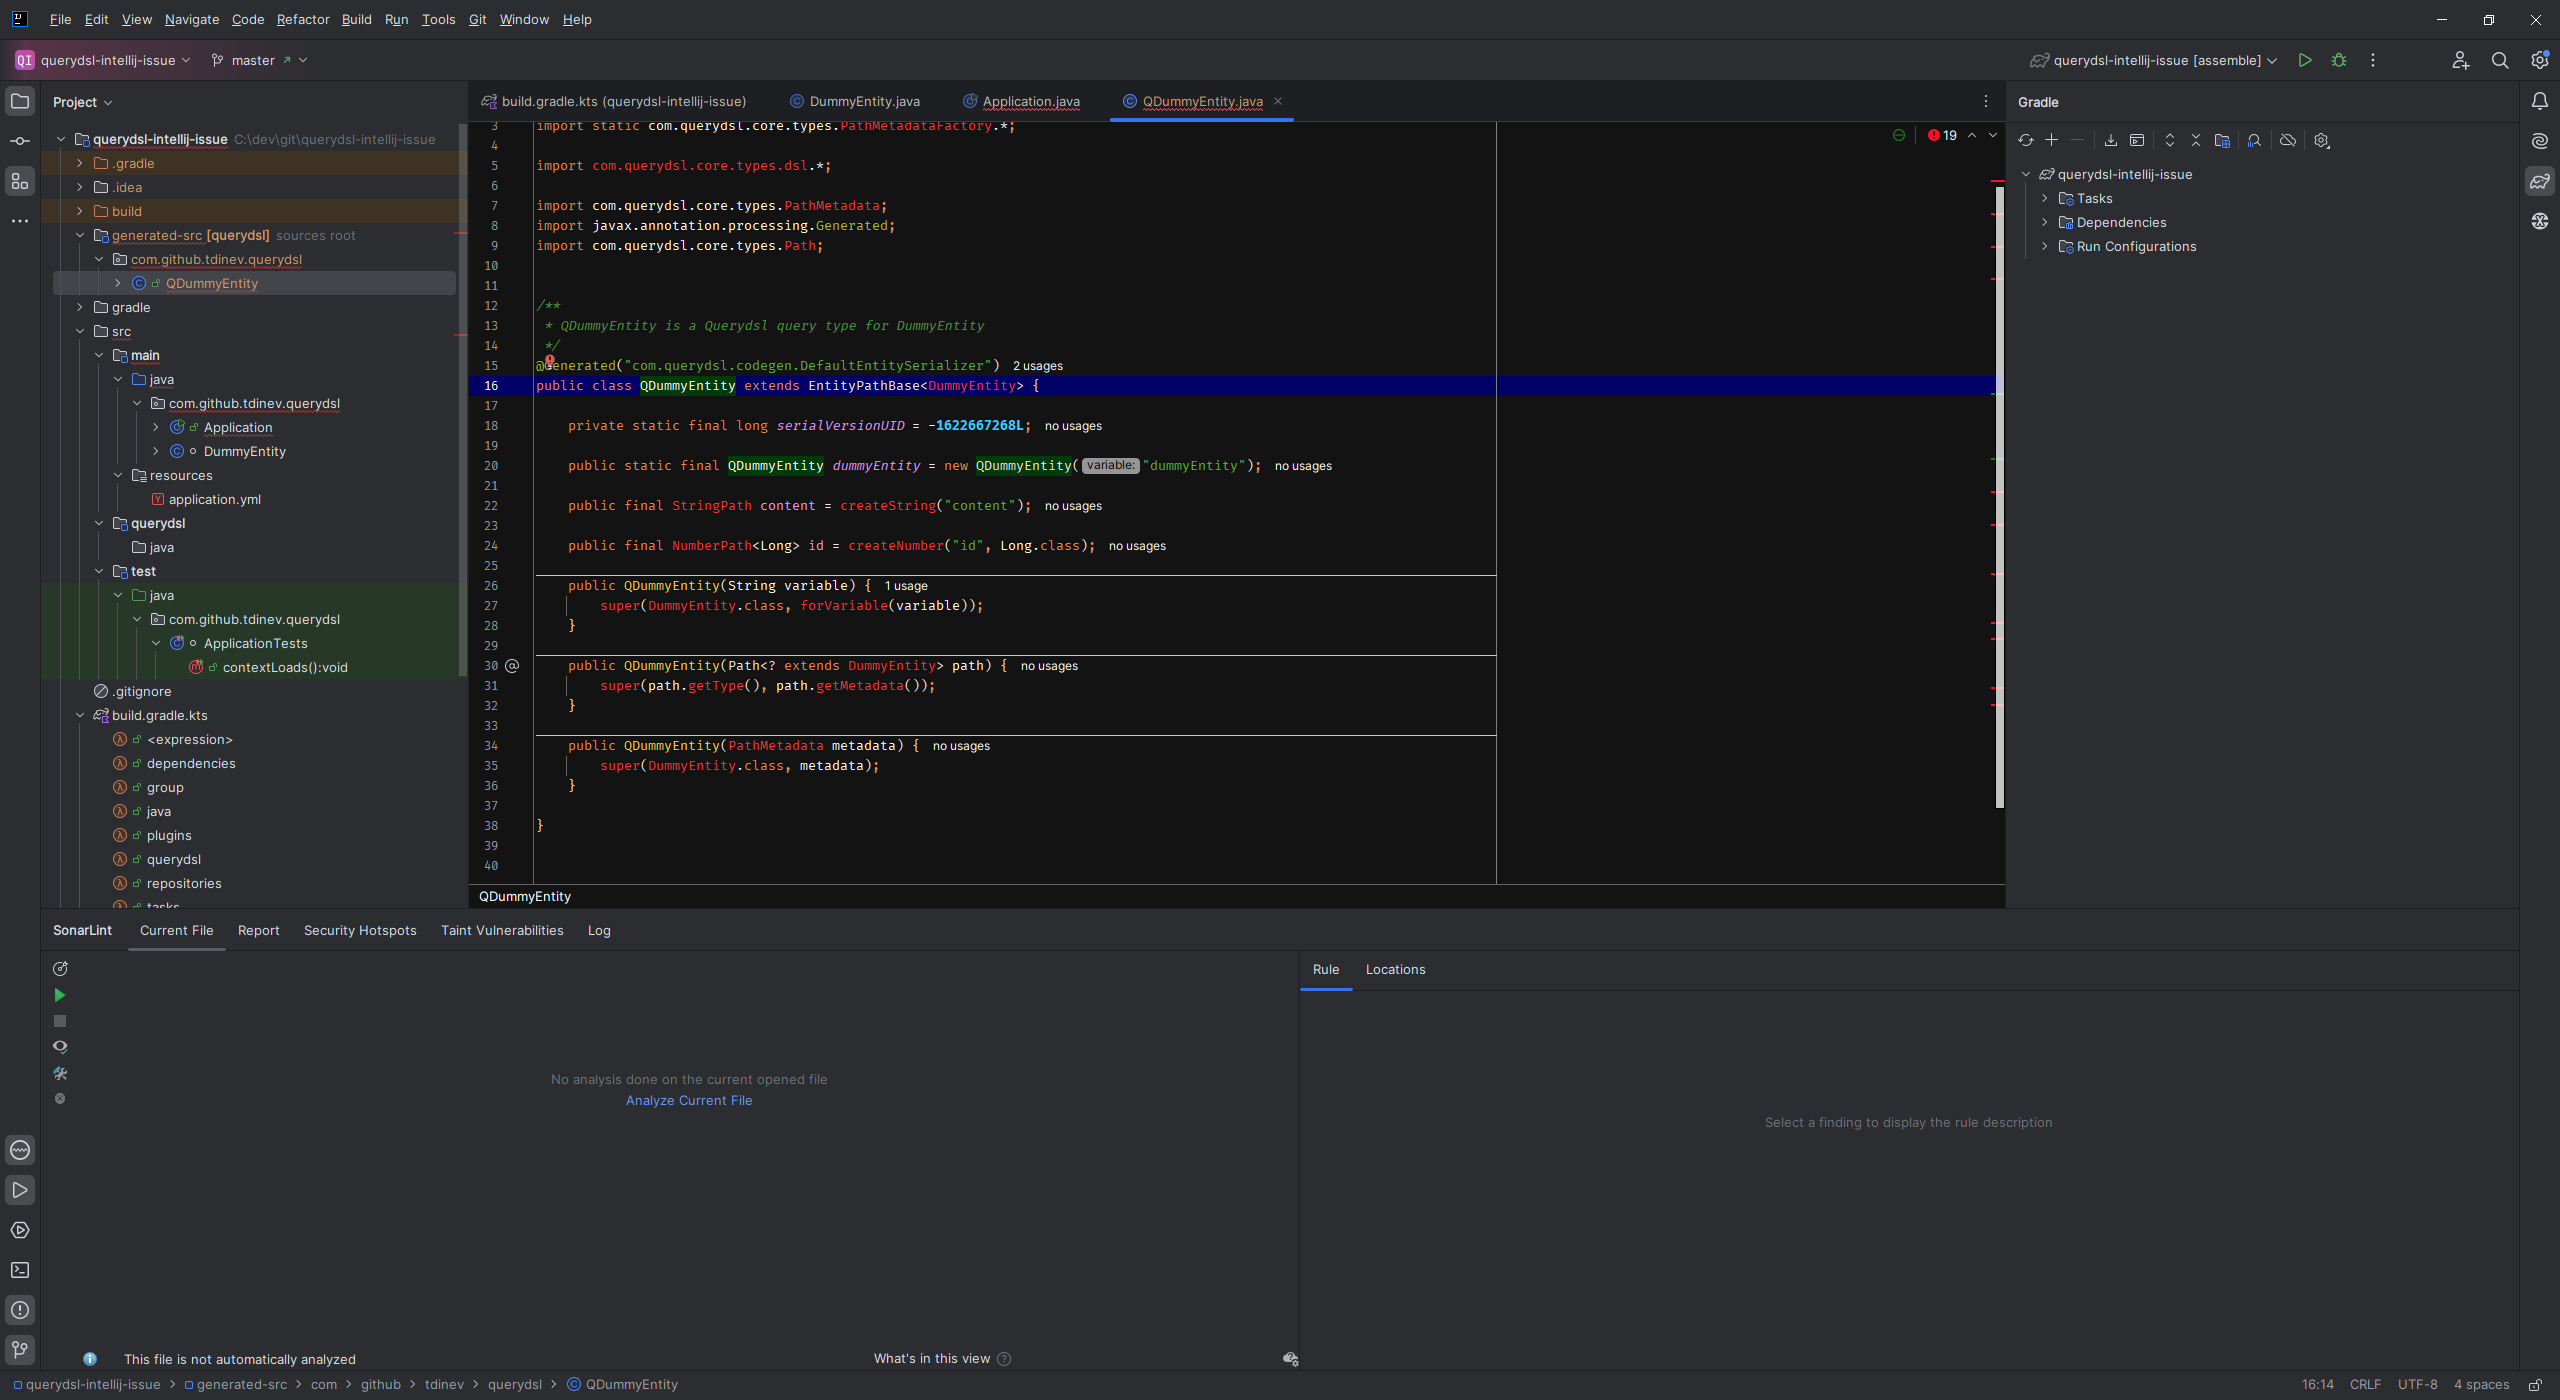 File Edit View Navigate Code Refactor Build Run Tools Git Window Help
QI querydsl-intellij-issue master querydsl-intellij-issue [assemble]
Project
querydsl-intellij-issue C:\dev\git\querydsl-intellij-issue
.gradle
.idea
build
generated-src [querydsl] sources root
com.github.tdinev.querydsl
QDummyEntity
gradle
src
main
java
com.github.tdinev.querydsl
Application
DummyEntity
resources
application.yml
querydsl
java
test
java
com.github.tdinev.querydsl
ApplicationTests
contextLoads():void
.gitignore
build.gradle.kts
<expression>
dependencies
group
java
plugins
querydsl
repositories
tasks
build.gradle.kts (querydsl-intellij-issue) DummyEntity.java Application.java QDummyEntity.java
19
3 import static com.querydsl.core.types.PathMetadataFactory.*;
4
5 import com.querydsl.core.types.dsl.*;
6
7 import com.querydsl.core.types.PathMetadata;
8 import javax.annotation.processing.Generated;
9 import com.querydsl.core.types.Path;
10
11
12 /**
13 * QDummyEntity is a Querydsl query type for DummyEntity
14 */
15 @Generated("com.querydsl.codegen.DefaultEntitySerializer") 2 usages
16 public class QDummyEntity extends EntityPathBase<DummyEntity> {
17
18 private static final long serialVersionUID = -1622667268L; no usages
19
20 public static final QDummyEntity dummyEntity = new QDummyEntity( variable: "dummyEntity"); no usages
21
22 public final StringPath content = createString("content"); no usages
23
24 public final NumberPath<Long> id = createNumber("id", Long.class); no usages
25
26 public QDummyEntity(String variable) { 1 usage
27 super(DummyEntity.class, forVariable(variable));
28 }
29
30 public QDummyEntity(Path<? extends DummyEntity> path) { no usages
31 super(path.getType(), path.getMetadata());
32 }
33
34 public QDummyEntity(PathMetadata metadata) { no usages
35 super(DummyEntity.class, metadata);
36 }
37
38 }
39
40
QDummyEntity
Gradle
querydsl-intellij-issue
Tasks
Dependencies
Run Configurations
SonarLint Current File Report Security Hotspots Taint Vulnerabilities Log
No analysis done on the current opened file
Analyze Current File
This file is not automatically analyzed What's in this view
Rule Locations
Select a finding to display the rule description
querydsl-intellij-issue > generated-src > com > github > tdinev > querydsl > QDummyEntity
16:14 CRLF UTF-8 4 spaces